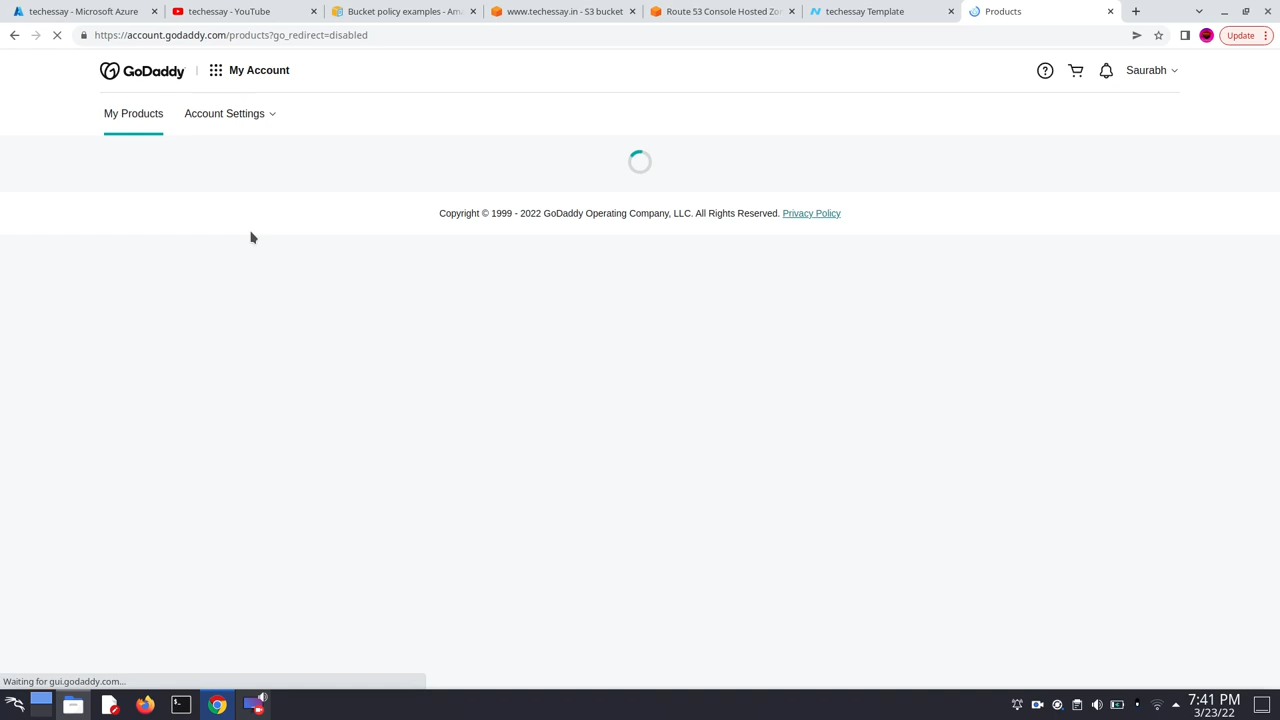 techessay - Microsoft Azure
techessay - YouTube
Bucket policy examples - Am
www.techessay.in - S3 bucket
Route 53 Console Hosted Zon
techessay Template
Products
https://account.godaddy.com/products?go_redirect=disabled
Update
GoDaddy
My Account
Saurabh
My Products
Account Settings
Copyright © 1999 - 2022 GoDaddy Operating Company, LLC. All Rights Reserved. Privacy Policy
Waiting for gui.godaddy.com...
7:41 PM
3/23/22